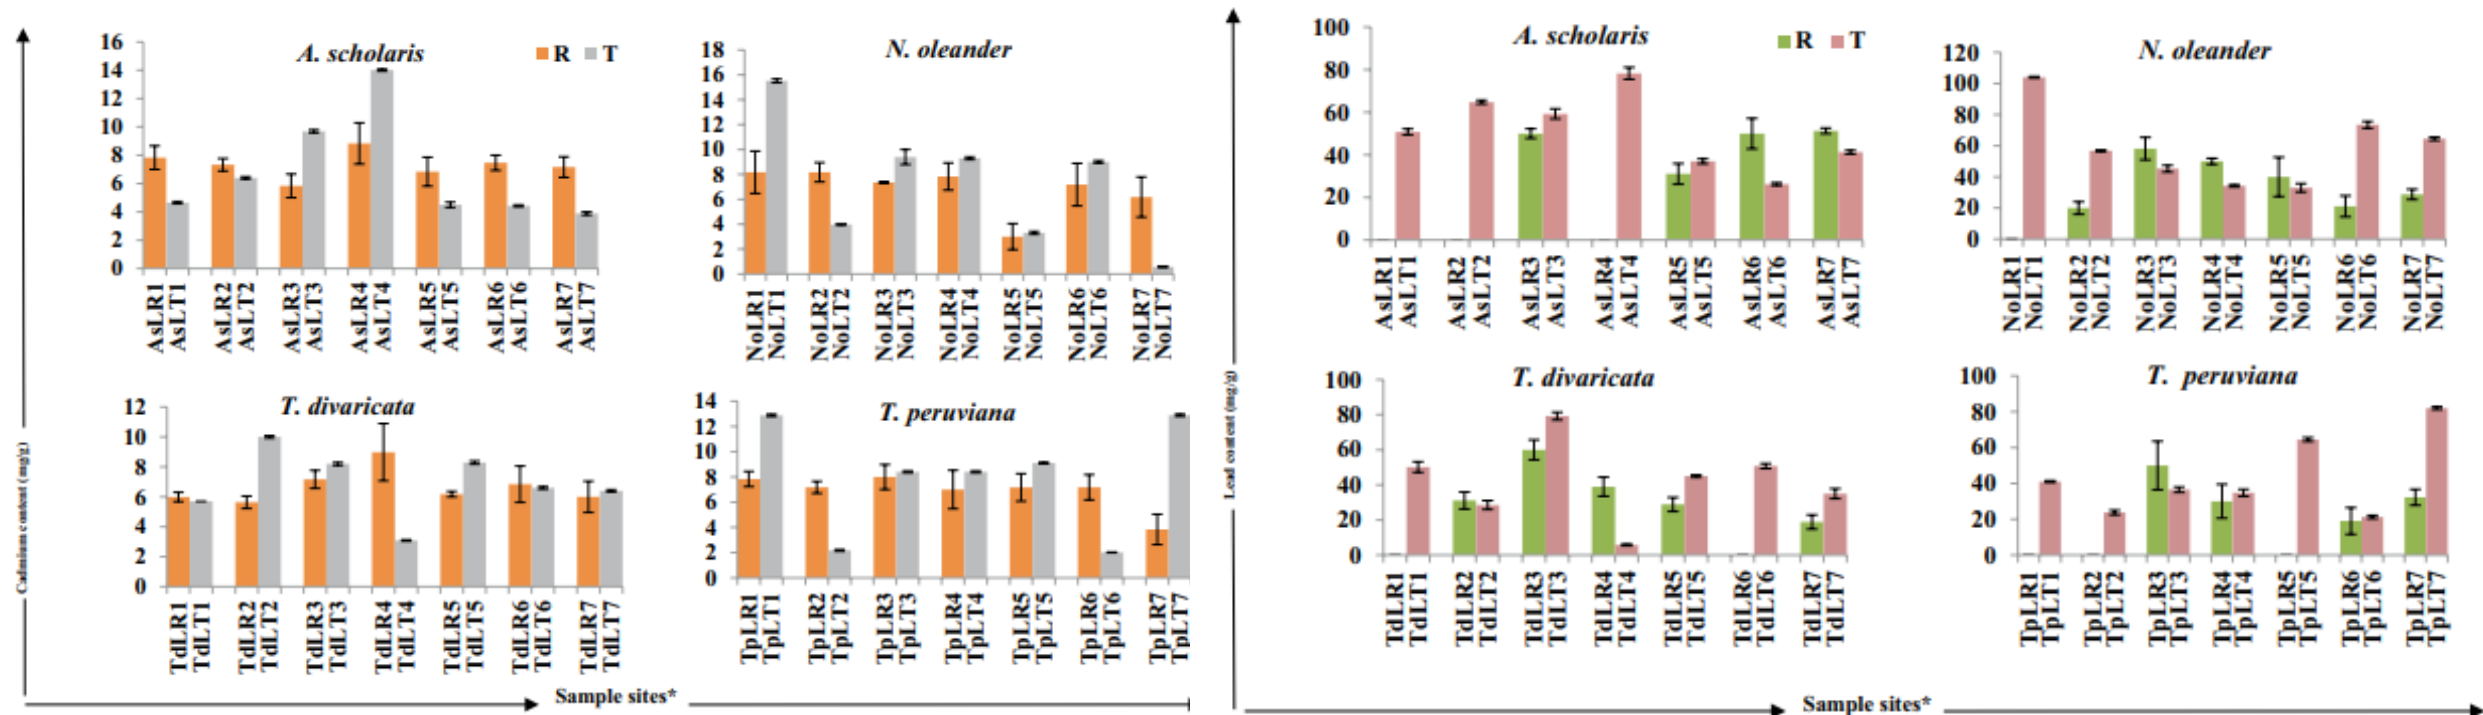 A. scholaris
R T
16
14
12
10
8
6
4
2
0
AsLR1
AsLT1
AsLR2
AsLT2
AsLR3
AsLT3
AsLR4
AsLT4
AsLR5
AsLT5
AsLR6
AsLT6
AsLR7
AsLT7
N. oleander
18
16
14
12
10
8
6
4
2
0
NoLR1
NoLT1
NoLR2
NoLT2
NoLR3
NoLT3
NoLR4
NoLT4
NoLR5
NoLT5
NoLR6
NoLT6
NoLR7
NoLT7
Cadmium content (mg/g)
T. divaricata
12
10
8
6
4
2
0
TdLR1
TdLT1
TdLR2
TdLT2
TdLR3
TdLT3
TdLR4
TdLT4
TdLR5
TdLT5
TdLR6
TdLT6
TdLR7
TdLT7
T. peruviana
14
12
10
8
6
4
2
0
TpLR1
TpLT1
TpLR2
TpLT2
TpLR3
TpLT3
TpLR4
TpLT4
TpLR5
TpLT5
TpLR6
TpLT6
TpLR7
TpLT7
Sample sites*
A. scholaris
R T
100
80
60
40
20
0
AsLR1
AsLT1
AsLR2
AsLT2
AsLR3
AsLT3
AsLR4
AsLT4
AsLR5
AsLT5
AsLR6
AsLT6
AsLR7
AsLT7
N. oleander
120
100
80
60
40
20
0
NoLR1
NoLT1
NoLR2
NoLT2
NoLR3
NoLT3
NoLR4
NoLT4
NoLR5
NoLT5
NoLR6
NoLT6
NoLR7
NoLT7
Lead content (mg/g)
T. divaricata
100
80
60
40
20
0
TdLR1
TdLT1
TdLR2
TdLT2
TdLR3
TdLT3
TdLR4
TdLT4
TdLR5
TdLT5
TdLR6
TdLT6
TdLR7
TdLT7
T. peruviana
100
80
60
40
20
0
TpLR1
TpLT1
TpLR2
TpLT2
TpLR3
TpLT3
TpLR4
TpLT4
TpLR5
TpLT5
TpLR6
TpLT6
TpLR7
TpLT7
Sample sites*